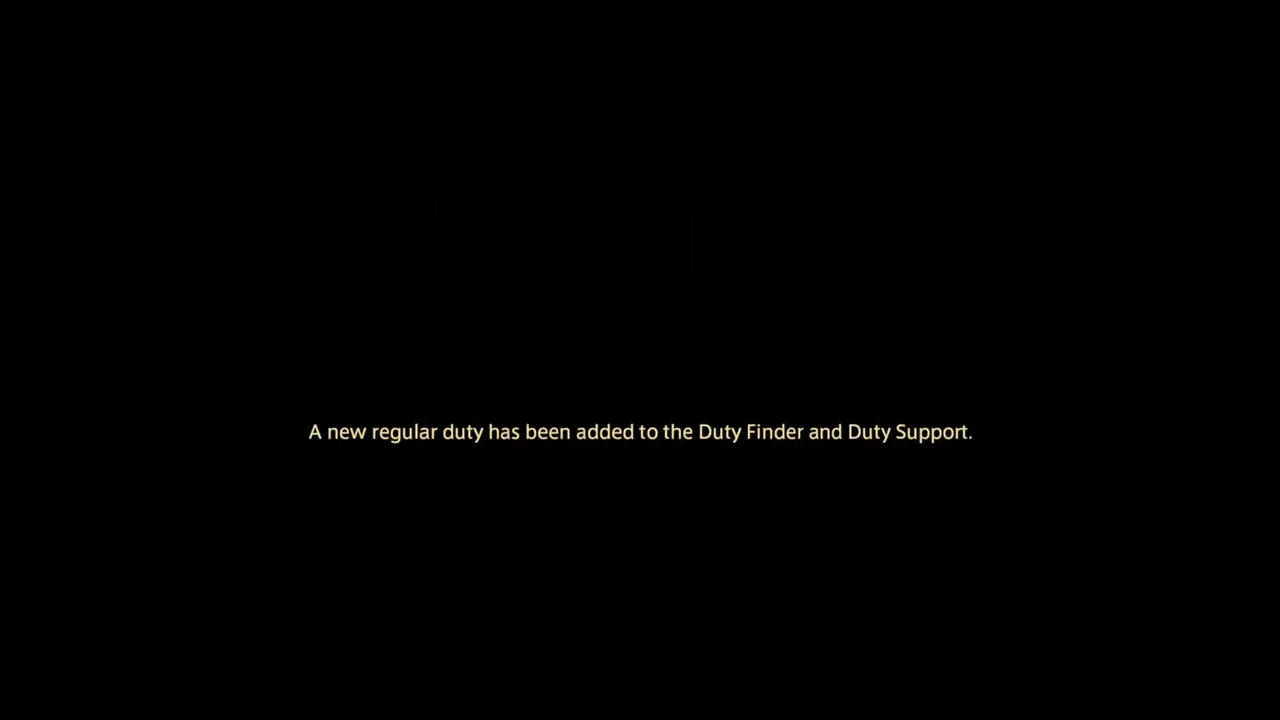 A new regular duty has been added to the Duty Finder and Duty Support.